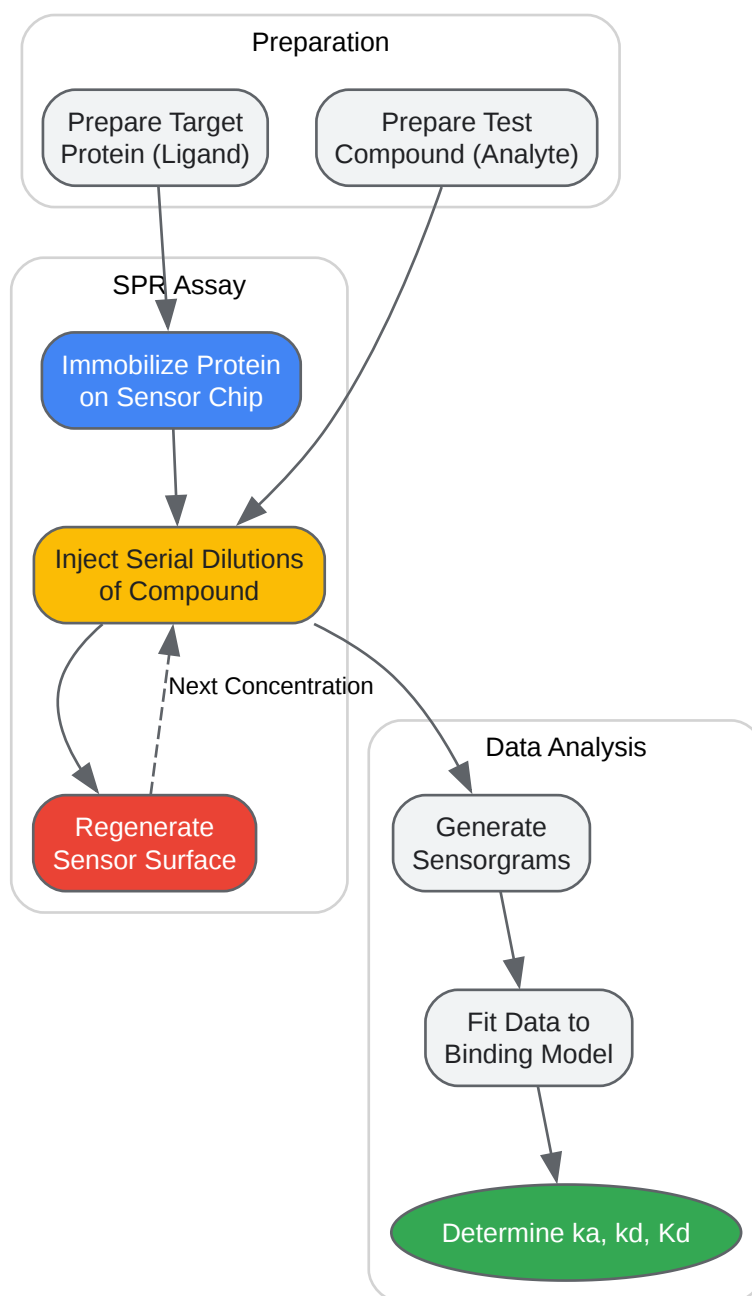 Preparation
Prepare Target
Protein (Ligand)
Prepare Test
Compound (Analyte)
SPR Assay
Immobilize Protein
on Sensor Chip
Inject Serial Dilutions
of Compound
Next Concentration
Regenerate
Sensor Surface
Data Analysis
Generate
Sensorgrams
Fit Data to
Binding Model
Determine ka, kd, Kd